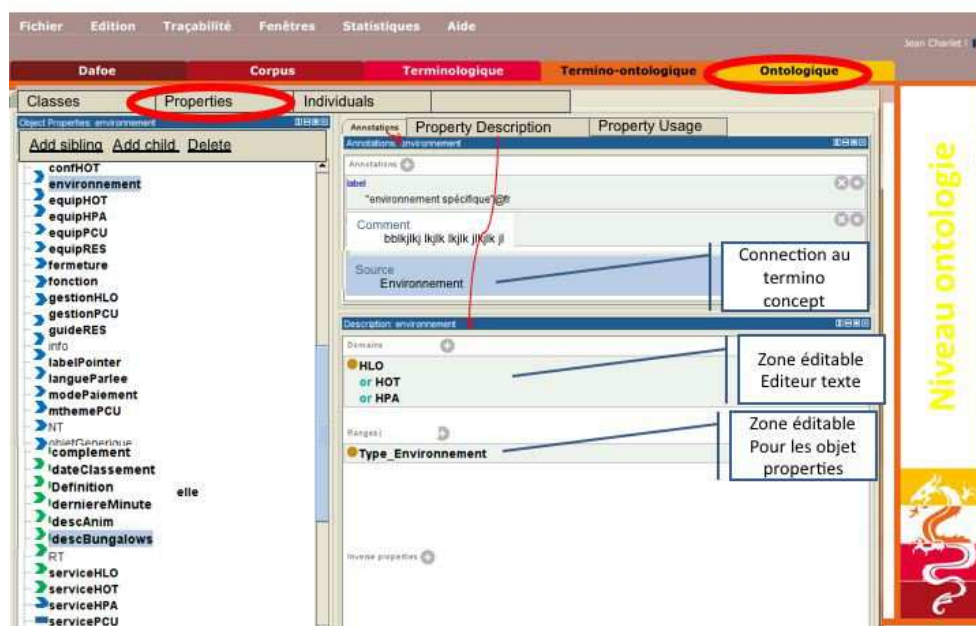 Fichier Edition Traçabilité Fenêtres Statistiques Aide
Jean Charlet
Dafoe Corpus Terminologique Termino-ontologique Ontologique
Classes Properties Individuals
Object Properties: environnement
Add sibling Add child Delete
confHOT
environnement
equipHOT
equipHPA
equipPCU
equipRES
fermeture
fonction
gestionHLO
gestionPCU
guideRES
info
labelPointer
langueParlee
modePaiement
mthemePCU
NT
objetGenerique
complement
dateClassement
Definition
elle
derniereMinute
descAnim
descBungalows
RT
serviceHLO
serviceHOT
serviceHPA
servicePCU
Annotations Property Description Property Usage
Annotations: environnement
Annotations
label
"environnement spécifique"@fr
Comment
bblkjlkj lkjlk lkjlk jlkjlk jl
Source
Environnement
Connection au
termino
concept
Description: environnement
Domains
HLO
or HOT
or HPA
Zone éditable
Editeur texte
Ranges
Type_Environnement
Zone éditable
Pour les objet
properties
Inverse properties
Niveau ontologie